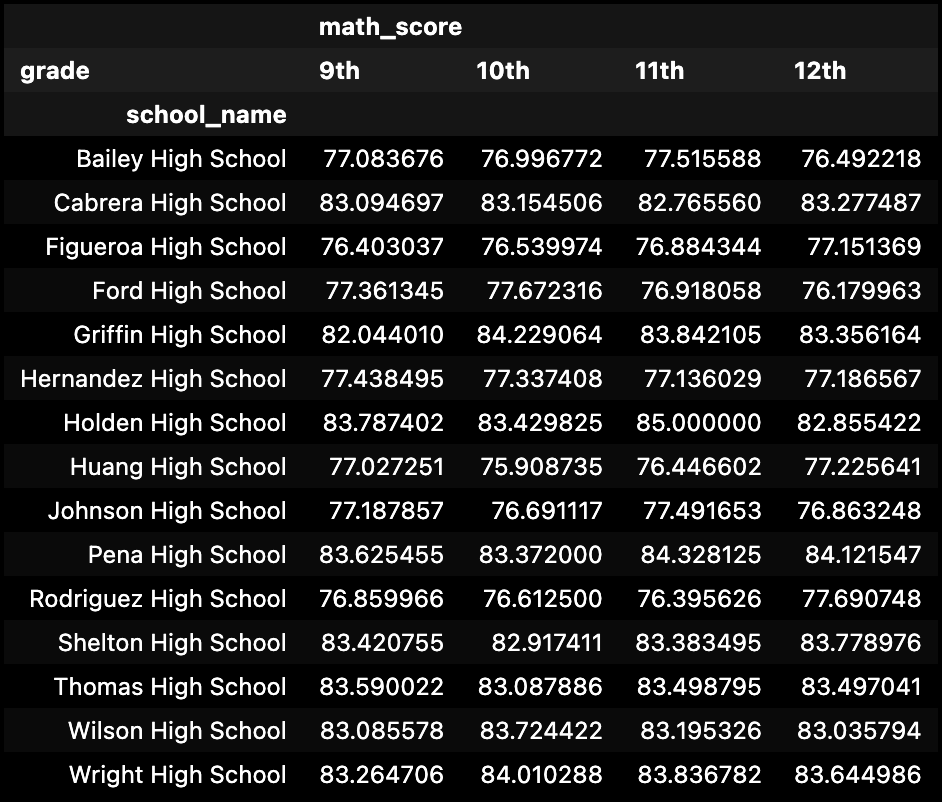 math_score
grade 9th 10th 11th 12th
school_name
Bailey High School 77.083676 76.996772 77.515588 76.492218
Cabrera High School 83.094697 83.154506 82.765560 83.277487
Figueroa High School 76.403037 76.539974 76.884344 77.151369
Ford High School 77.361345 77.672316 76.918058 76.179963
Griffin High School 82.044010 84.229064 83.842105 83.356164
Hernandez High School 77.438495 77.337408 77.136029 77.186567
Holden High School 83.787402 83.429825 85.000000 82.855422
Huang High School 77.027251 75.908735 76.446602 77.225641
Johnson High School 77.187857 76.691117 77.491653 76.863248
Pena High School 83.625455 83.372000 84.328125 84.121547
Rodriguez High School 76.859966 76.612500 76.395626 77.690748
Shelton High School 83.420755 82.917411 83.383495 83.778976
Thomas High School 83.590022 83.087886 83.498795 83.497041
Wilson High School 83.085578 83.724422 83.195326 83.035794
Wright High School 83.264706 84.010288 83.836782 83.644986